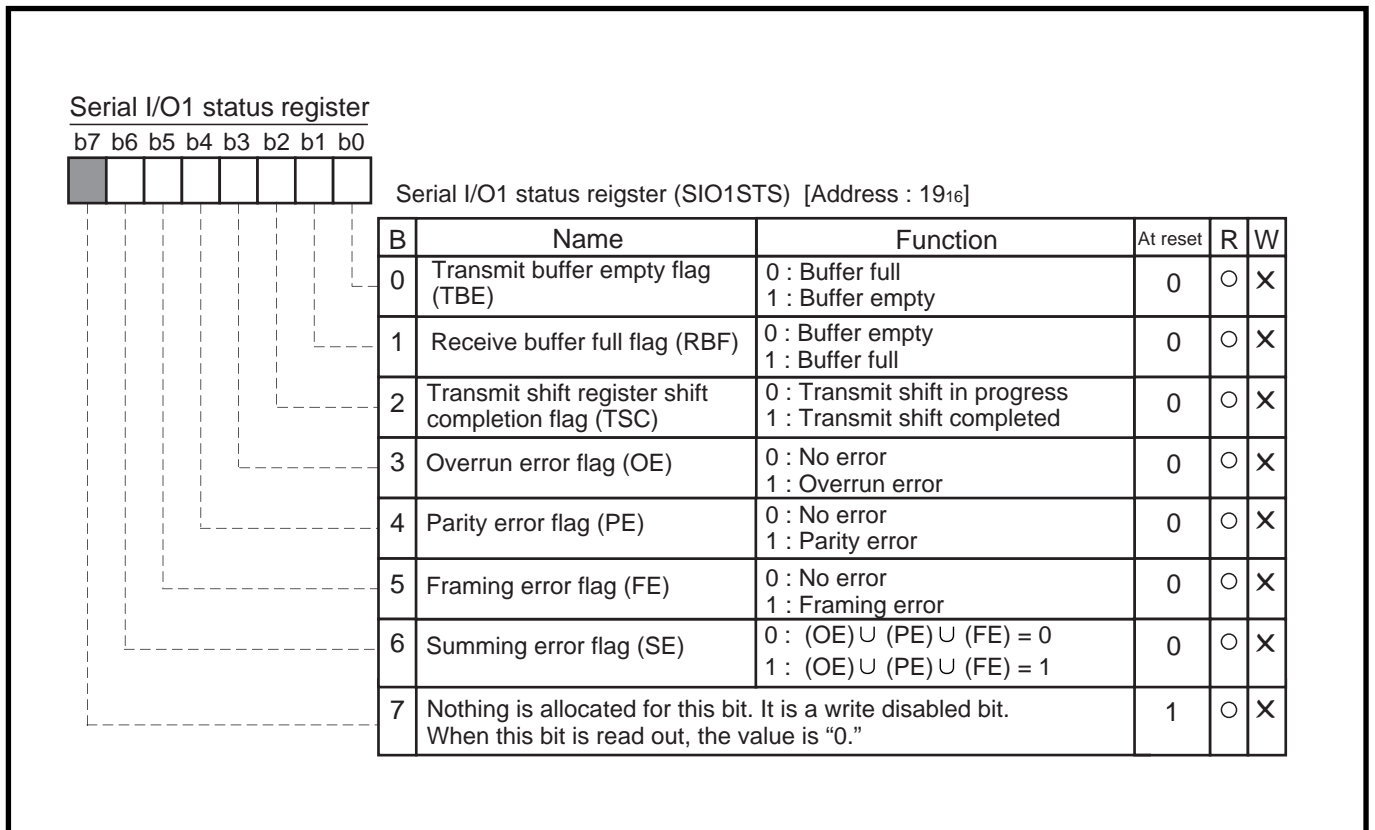 Serial I/O1 status register
b7 b6 b5 b4 b3 b2 b1 b0
Serial I/O1 status reigster (SIO1STS) [Address : 19₁₆]
B Name Function At reset R W
0 Transmit buffer empty flag (TBE) 0 : Buffer full 0 ○ ✕
1 : Buffer empty
1 Receive buffer full flag (RBF) 0 : Buffer empty 0 ○ ✕
1 : Buffer full
2 Transmit shift register shift completion flag (TSC) 0 : Transmit shift in progress 0 ○ ✕
1 : Transmit shift completed
3 Overrun error flag (OE) 0 : No error 0 ○ ✕
1 : Overrun error
4 Parity error flag (PE) 0 : No error 0 ○ ✕
1 : Parity error
5 Framing error flag (FE) 0 : No error 0 ○ ✕
1 : Framing error
6 Summing error flag (SE) 0 : (OE) ∪ (PE) ∪ (FE) = 0 0 ○ ✕
1 : (OE) ∪ (PE) ∪ (FE) = 1
7 Nothing is allocated for this bit. It is a write disabled bit. 1 ○ ✕
When this bit is read out, the value is “0.”